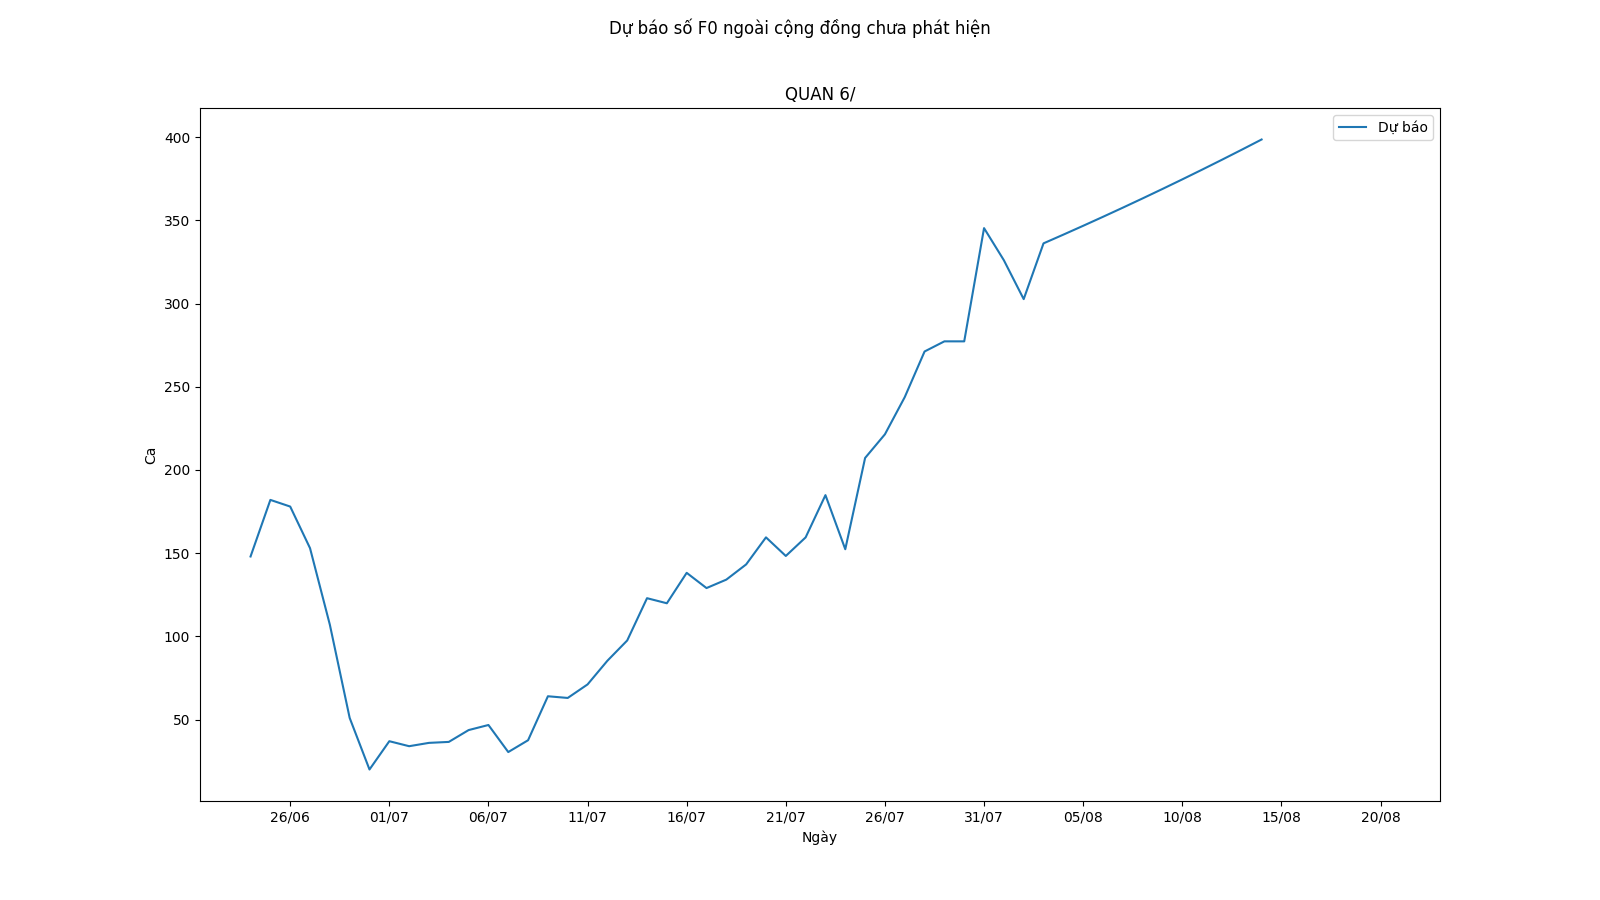 Dự báo số F0 ngoài cộng đồng chưa phát hiện
QUAN 6/
Dự báo
400
350
300
250
200
150
100
50
Ca
26/06 01/07 06/07 11/07 16/07 21/07 26/07 31/07 05/08 10/08 15/08 20/08
Ngày